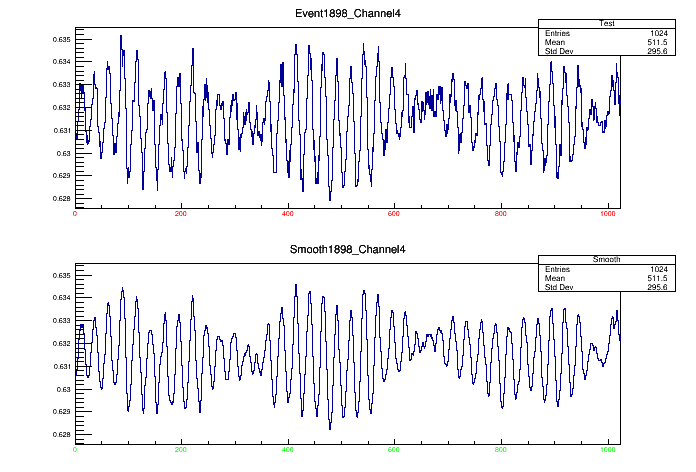 Event1898_Channel4
Test
Entries 1024
Mean 511.5
Std Dev 295.6
0.635
0.634
0.633
0.632
0.631
0.63
0.629
0.628
0 200 400 600 800 1000
Smooth1898_Channel4
Smooth
Entries 1024
Mean 511.5
Std Dev 295.6
0.635
0.634
0.633
0.632
0.631
0.63
0.629
0.628
0 200 400 600 800 1000